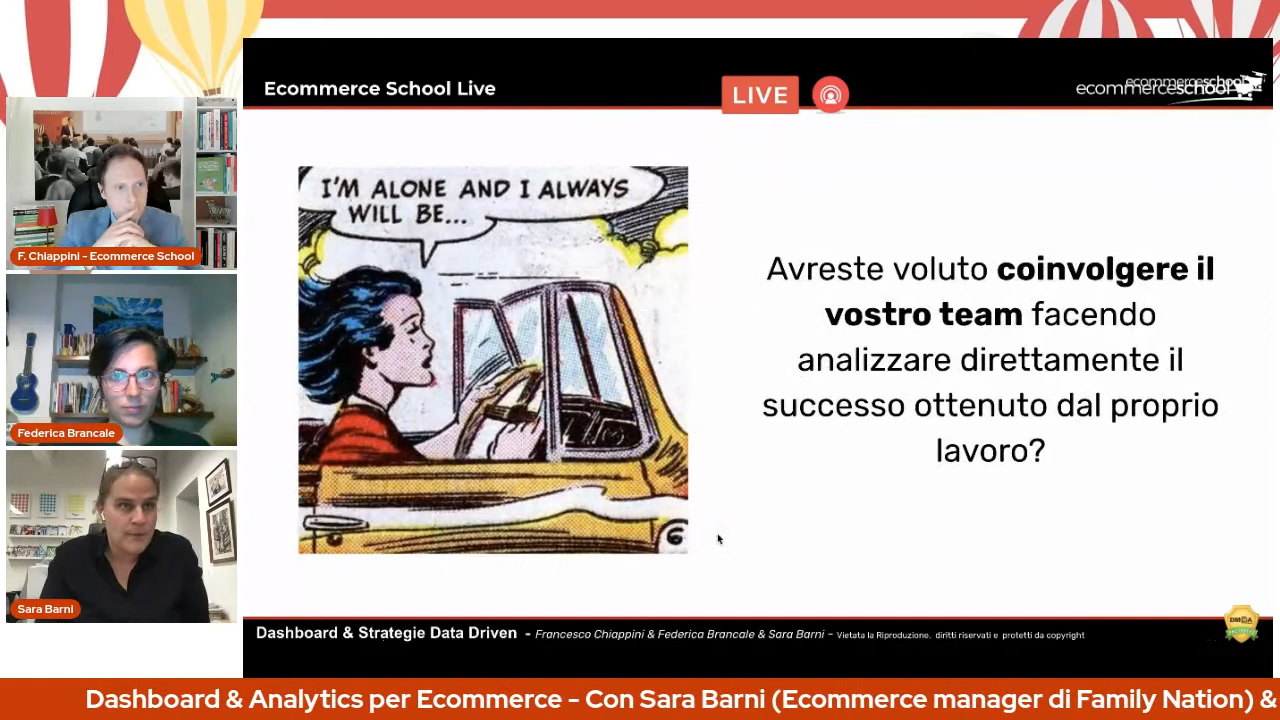 Ecommerce School Live
LIVE
ecommerceschool
ecommerceschool
I'M ALONE AND I ALWAYS
WILL BE...
6
Avreste voluto coinvolgere il
vostro team facendo
analizzare direttamente il
successo ottenuto dal proprio
lavoro?
F. Chiappini - Ecommerce School
Federica Brancale
Sara Barni
Dashboard & Strategie Data Driven - Francesco Chiappini & Federica Brancale & Sara Barni - Vietata la Riproduzione, diritti riservati e protetti da copyright
DMCA
Dashboard & Analytics per Ecommerce - Con Sara Barni (Ecommerce manager di Family Nation) &